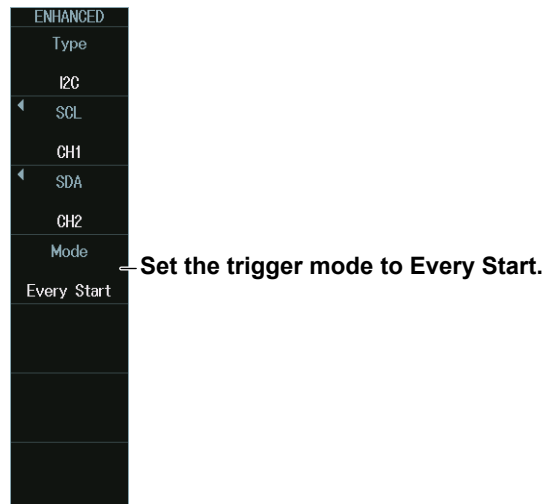 ENHANCED
Type
I2C
SCL
CH1
SDA
CH2
Mode
Set the trigger mode to Every Start.
Every Start